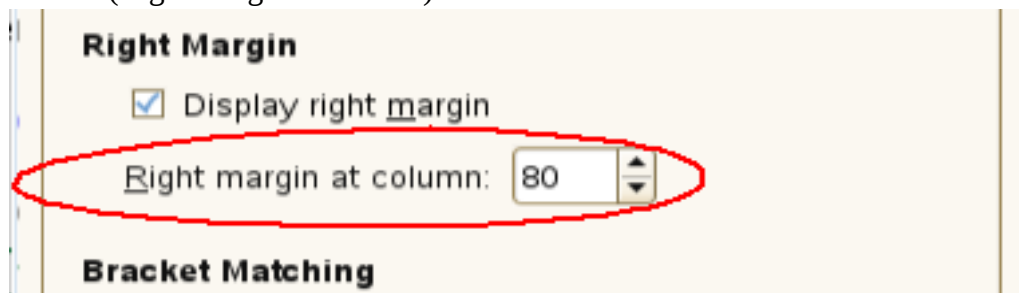 Right Margin
Display right margin
Right margin at column: 80
Bracket Matching